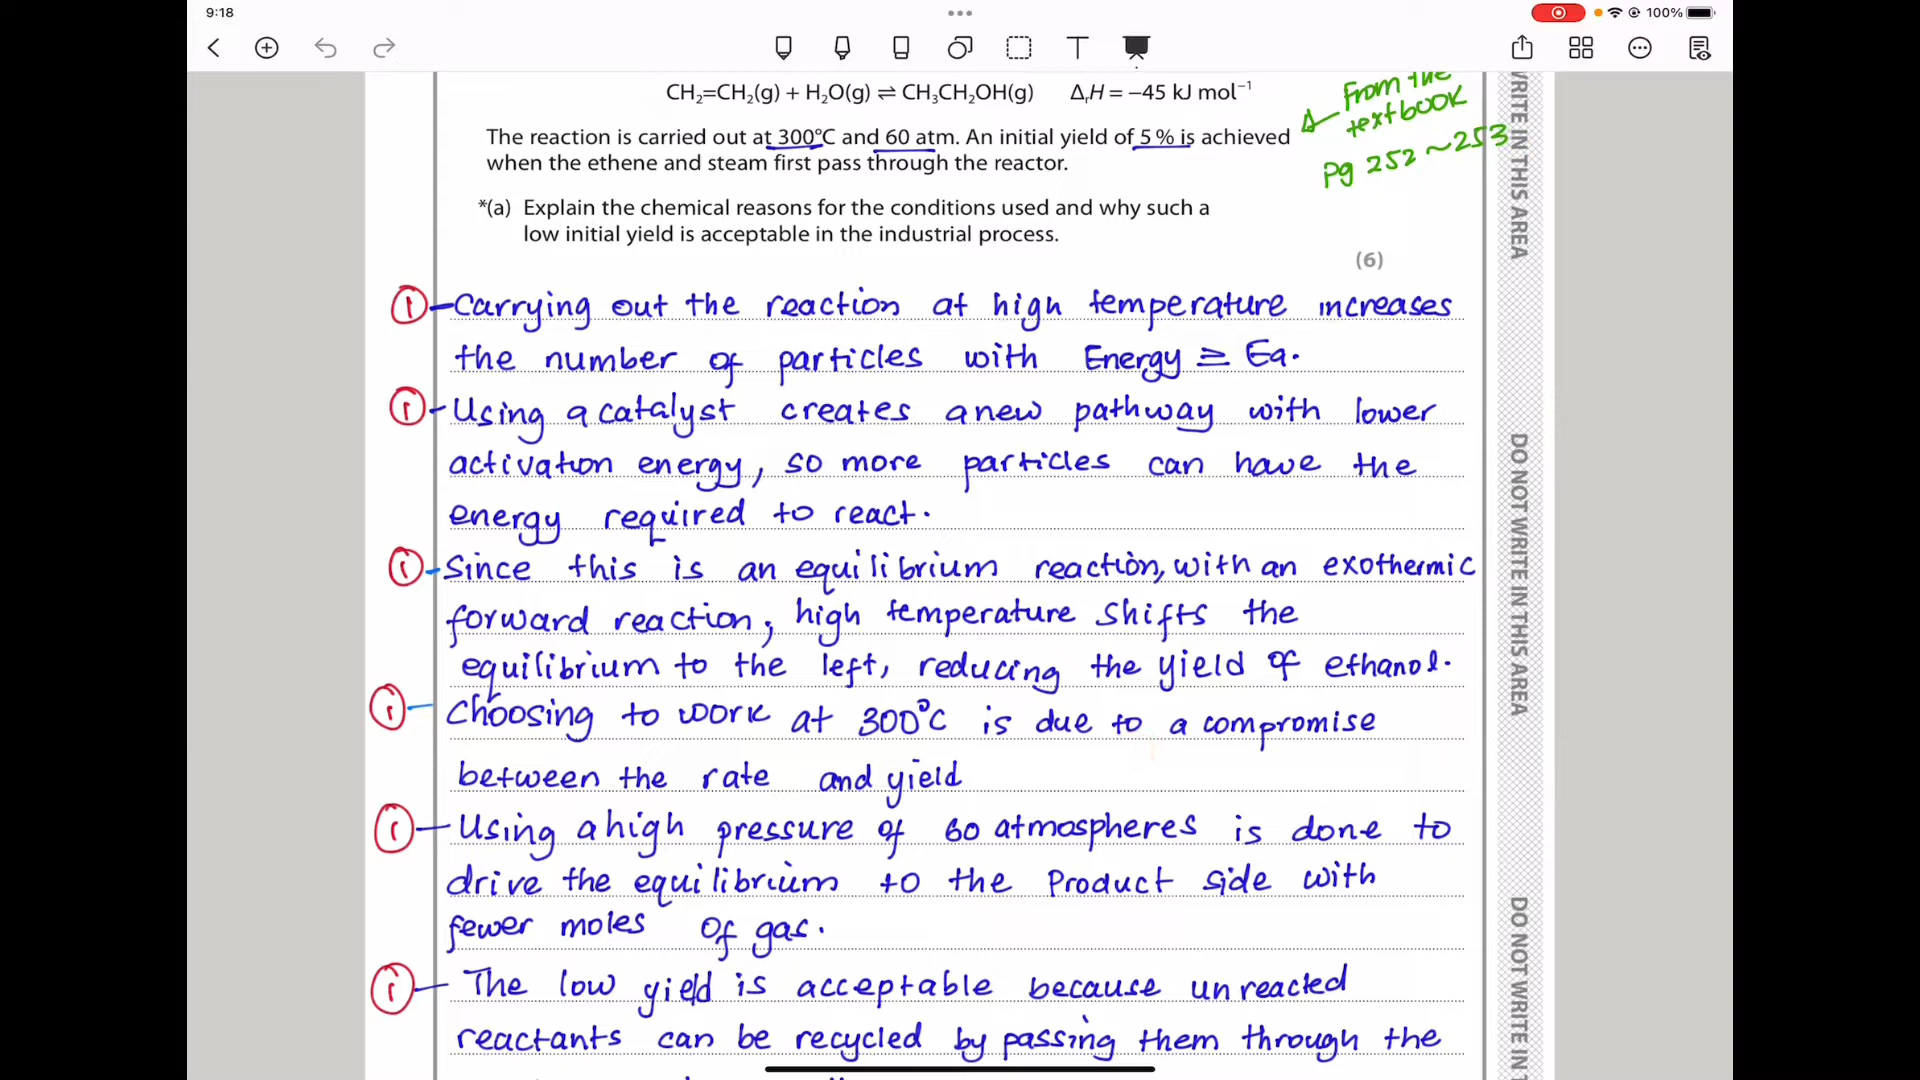 9:18
100%
CH₂=CH₂(g) + H₂O(g) ⇌ CH₃CH₂OH(g) ΔᵣH = −45 kJ mol⁻¹
From the
textbook
Pg 252 ~ 253
The reaction is carried out at 300°C and 60 atm. An initial yield of 5 % is achieved
when the ethene and steam first pass through the reactor.
*(a) Explain the chemical reasons for the conditions used and why such a
low initial yield is acceptable in the industrial process.
(6)
① - Carrying out the reaction at high temperature increases
the number of particles with Energy ≥ Ea.
① - Using a catalyst creates a new pathway with lower
activation energy, so more particles can have the
energy required to react.
① - Since this is an equilibrium reaction, with an exothermic
forward reaction, high temperature shifts the
equilibrium to the left, reducing the yield of ethanol.
① - Choosing to work at 300°C is due to a compromise
between the rate and yield
① - Using a high pressure of 60 atmospheres is done to
drive the equilibrium to the Product side with
fewer moles of gas.
① - The low yield is acceptable because unreacted
reactants can be recycled by passing them through the
WRITE IN THIS AREA
DO NOT WRITE IN THIS AREA
DO NOT WRITE IN T